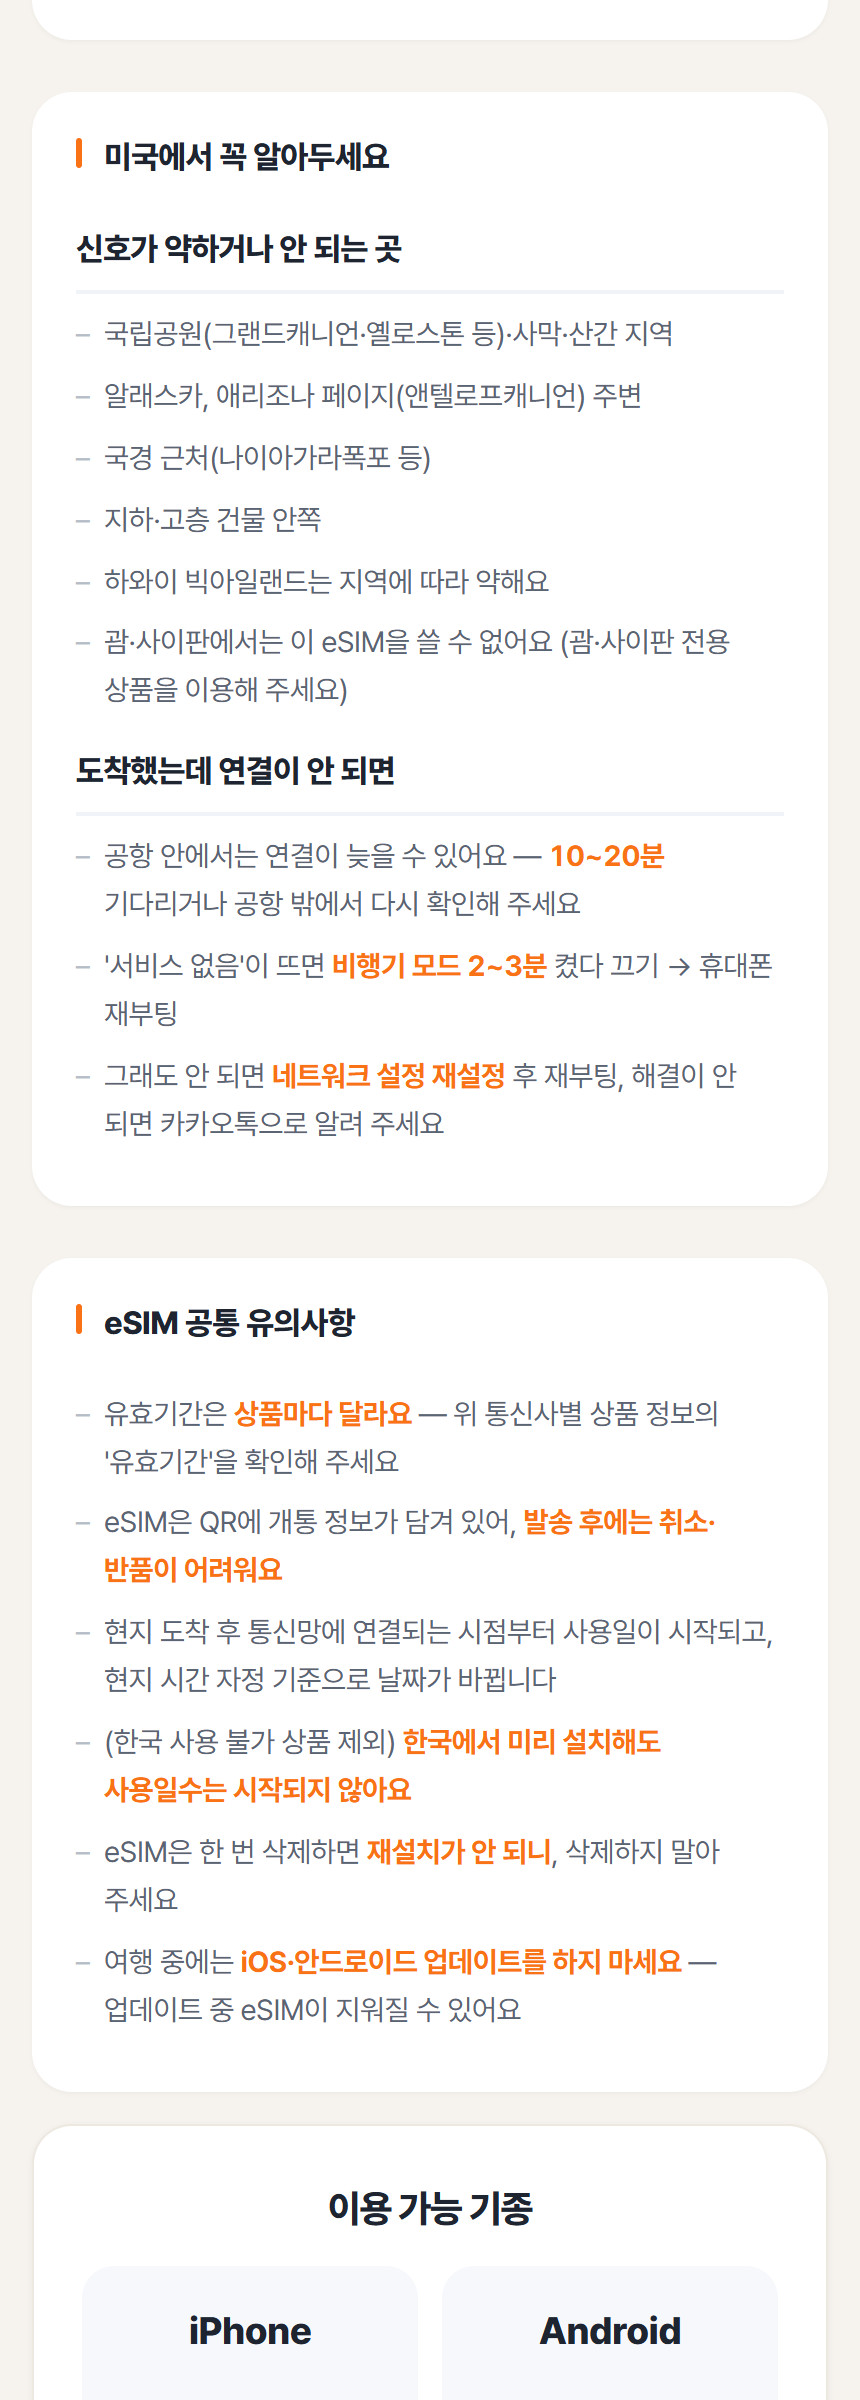 미국에서 꼭 알아두세요
신호가 약하거나 안 되는 곳
– 국립공원(그랜드캐니언·옐로스톤 등)·사막·산간 지역
– 알래스카, 애리조나 페이지(앤텔로프캐니언) 주변
– 국경 근처(나이아가라폭포 등)
– 지하·고층 건물 안쪽
– 하와이 빅아일랜드는 지역에 따라 약해요
– 괌·사이판에서는 이 eSIM을 쓸 수 없어요 (괌·사이판 전용
상품을 이용해 주세요)
도착했는데 연결이 안 되면
– 공항 안에서는 연결이 늦을 수 있어요 — 10~20분
기다리거나 공항 밖에서 다시 확인해 주세요
– '서비스 없음'이 뜨면 비행기 모드 2~3분 켰다 끄기 → 휴대폰
재부팅
– 그래도 안 되면 네트워크 설정 재설정 후 재부팅, 해결이 안
되면 카카오톡으로 알려 주세요
eSIM 공통 유의사항
– 유효기간은 상품마다 달라요 — 위 통신사별 상품 정보의
'유효기간'을 확인해 주세요
– eSIM은 QR에 개통 정보가 담겨 있어, 발송 후에는 취소·
반품이 어려워요
– 현지 도착 후 통신망에 연결되는 시점부터 사용일이 시작되고,
현지 시간 자정 기준으로 날짜가 바뀝니다
– (한국 사용 불가 상품 제외) 한국에서 미리 설치해도
사용일수는 시작되지 않아요
– eSIM은 한 번 삭제하면 재설치가 안 되니, 삭제하지 말아
주세요
– 여행 중에는 iOS·안드로이드 업데이트를 하지 마세요 —
업데이트 중 eSIM이 지워질 수 있어요
이용 가능 기종
iPhone
Android